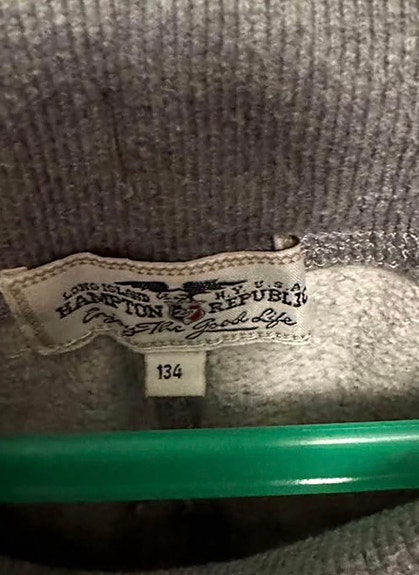 LONG ISLAND N.Y. U.S.A.
HAMPTON REPUBLIC
Enjoy The Good Life
134